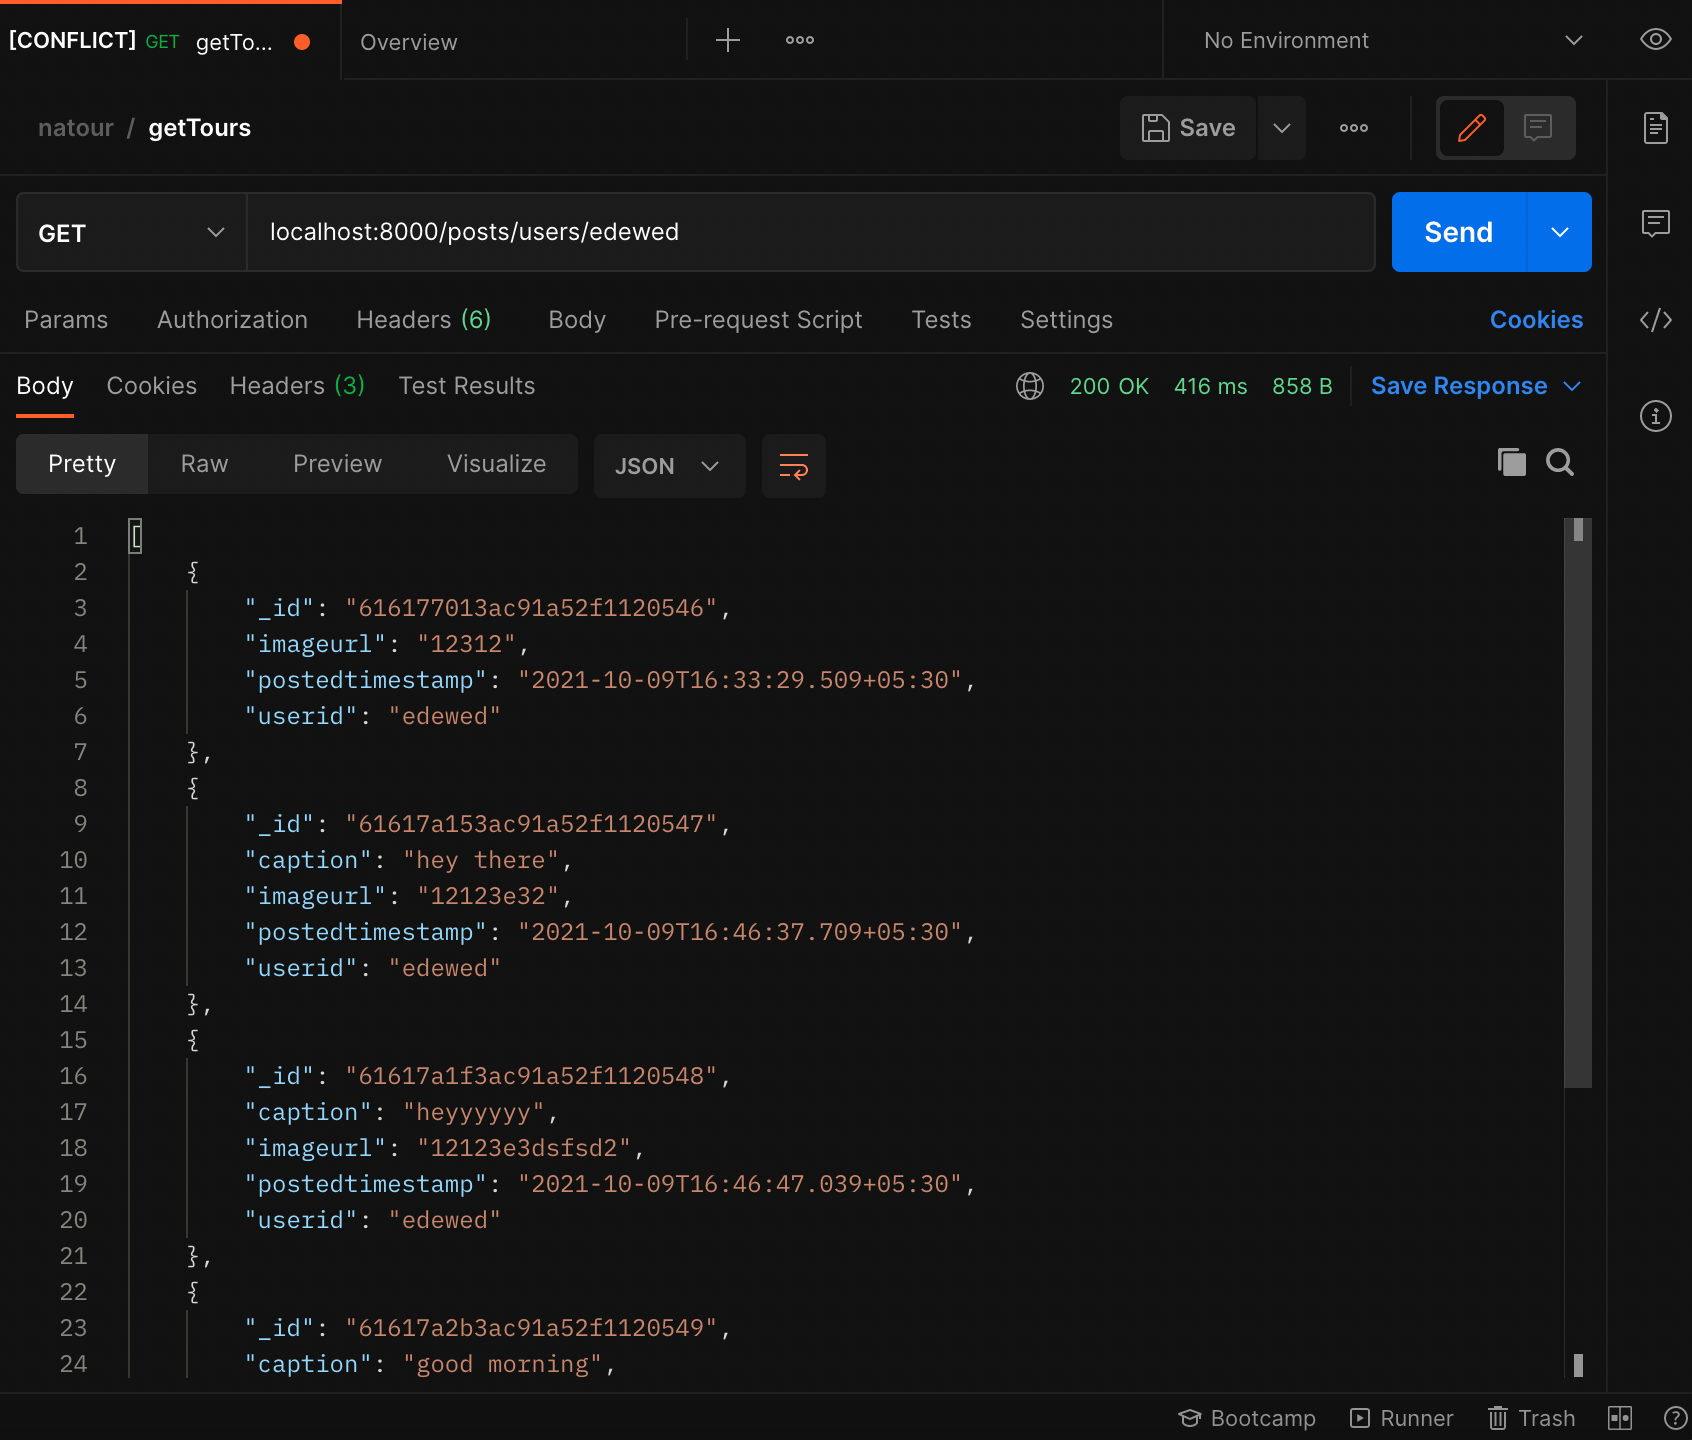 [CONFLICT] GET getTo... Overview No Environment
natour / getTours Save
GET localhost:8000/posts/users/edewed Send
Params Authorization Headers (6) Body Pre-request Script Tests Settings Cookies
Body Cookies Headers (3) Test Results 200 OK 416 ms 858 B Save Response
Pretty Raw Preview Visualize JSON
1 [
2 {
3 "_id": "616177013ac91a52f1120546",
4 "imageurl": "12312",
5 "postedtimestamp": "2021-10-09T16:33:29.509+05:30",
6 "userid": "edewed"
7 },
8 {
9 "_id": "61617a153ac91a52f1120547",
10 "caption": "hey there",
11 "imageurl": "12123e32",
12 "postedtimestamp": "2021-10-09T16:46:37.709+05:30",
13 "userid": "edewed"
14 },
15 {
16 "_id": "61617a1f3ac91a52f1120548",
17 "caption": "heyyyyyy",
18 "imageurl": "12123e3dsfsd2",
19 "postedtimestamp": "2021-10-09T16:46:47.039+05:30",
20 "userid": "edewed"
21 },
22 {
23 "_id": "61617a2b3ac91a52f1120549",
24 "caption": "good morning",
Bootcamp Runner Trash